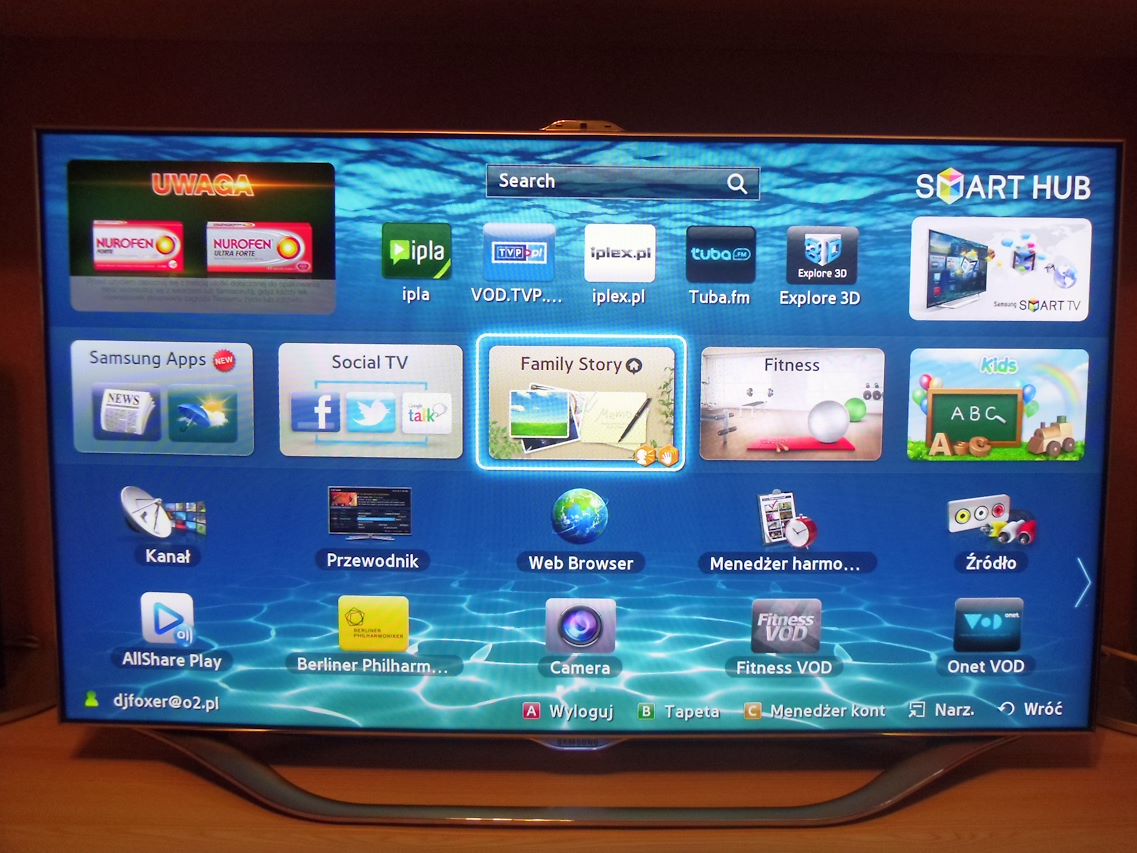 UWAGA
NUROFEN
FORTE
NUROFEN
ULTRA FORTE
Search
SMART HUB
ipla
TVP.pl
iplex.pl
tuba.FM
Explore 3D
ipla
VOD.TVP....
iplex.pl
Tuba.fm
Explore 3D
Samsung SMART TV
Samsung Apps NEW
NEWS
Social TV
f
Google talk
Family Story
Memo
Fitness
Kids
ABC
A B C
Kanał
Przewodnik
Web Browser
Menedżer harmo...
Źródło
AllShare Play
BERLINER
PHILHARMONIKER
Berliner Philharm...
Camera
Fitness
VOD
Fitness VOD
VOD onet
Onet VOD
djfoxer@o2.pl
A Wyloguj
B Tapeta
C Menedżer kont
Narz.
Wróć
SAMSUNG